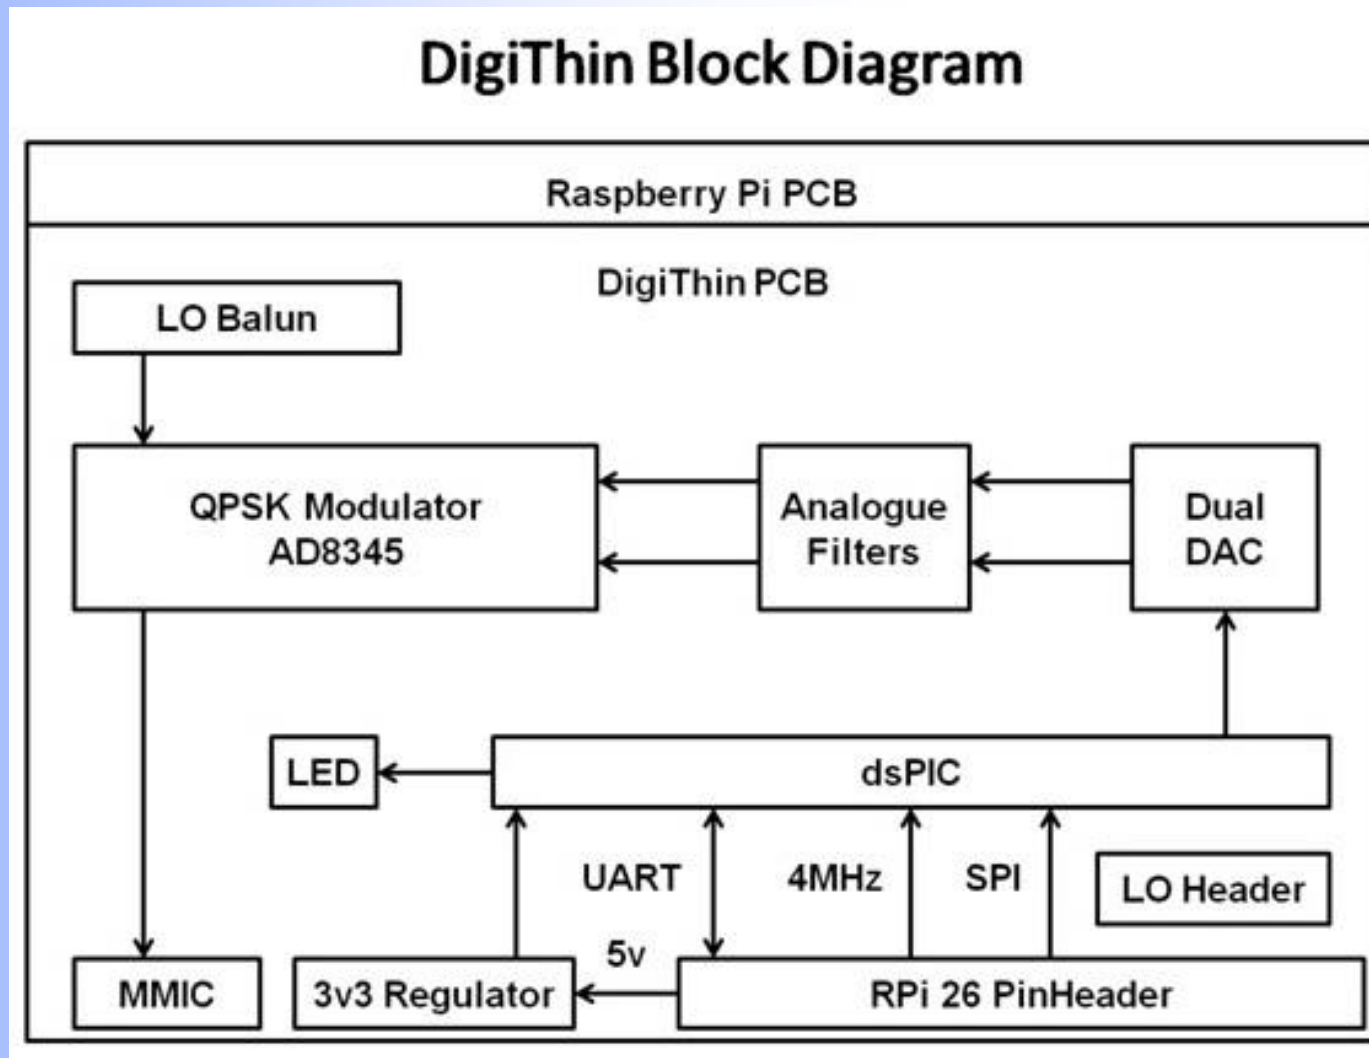 DigiThin Block Diagram
Raspberry Pi PCB
DigiThin PCB
LO Balun
QPSK Modulator
AD8345
Analogue
Filters
Dual
DAC
LED
dsPIC
UART
4MHz
SPI
LO Header
5v
MMIC
3v3 Regulator
RPi 26 PinHeader